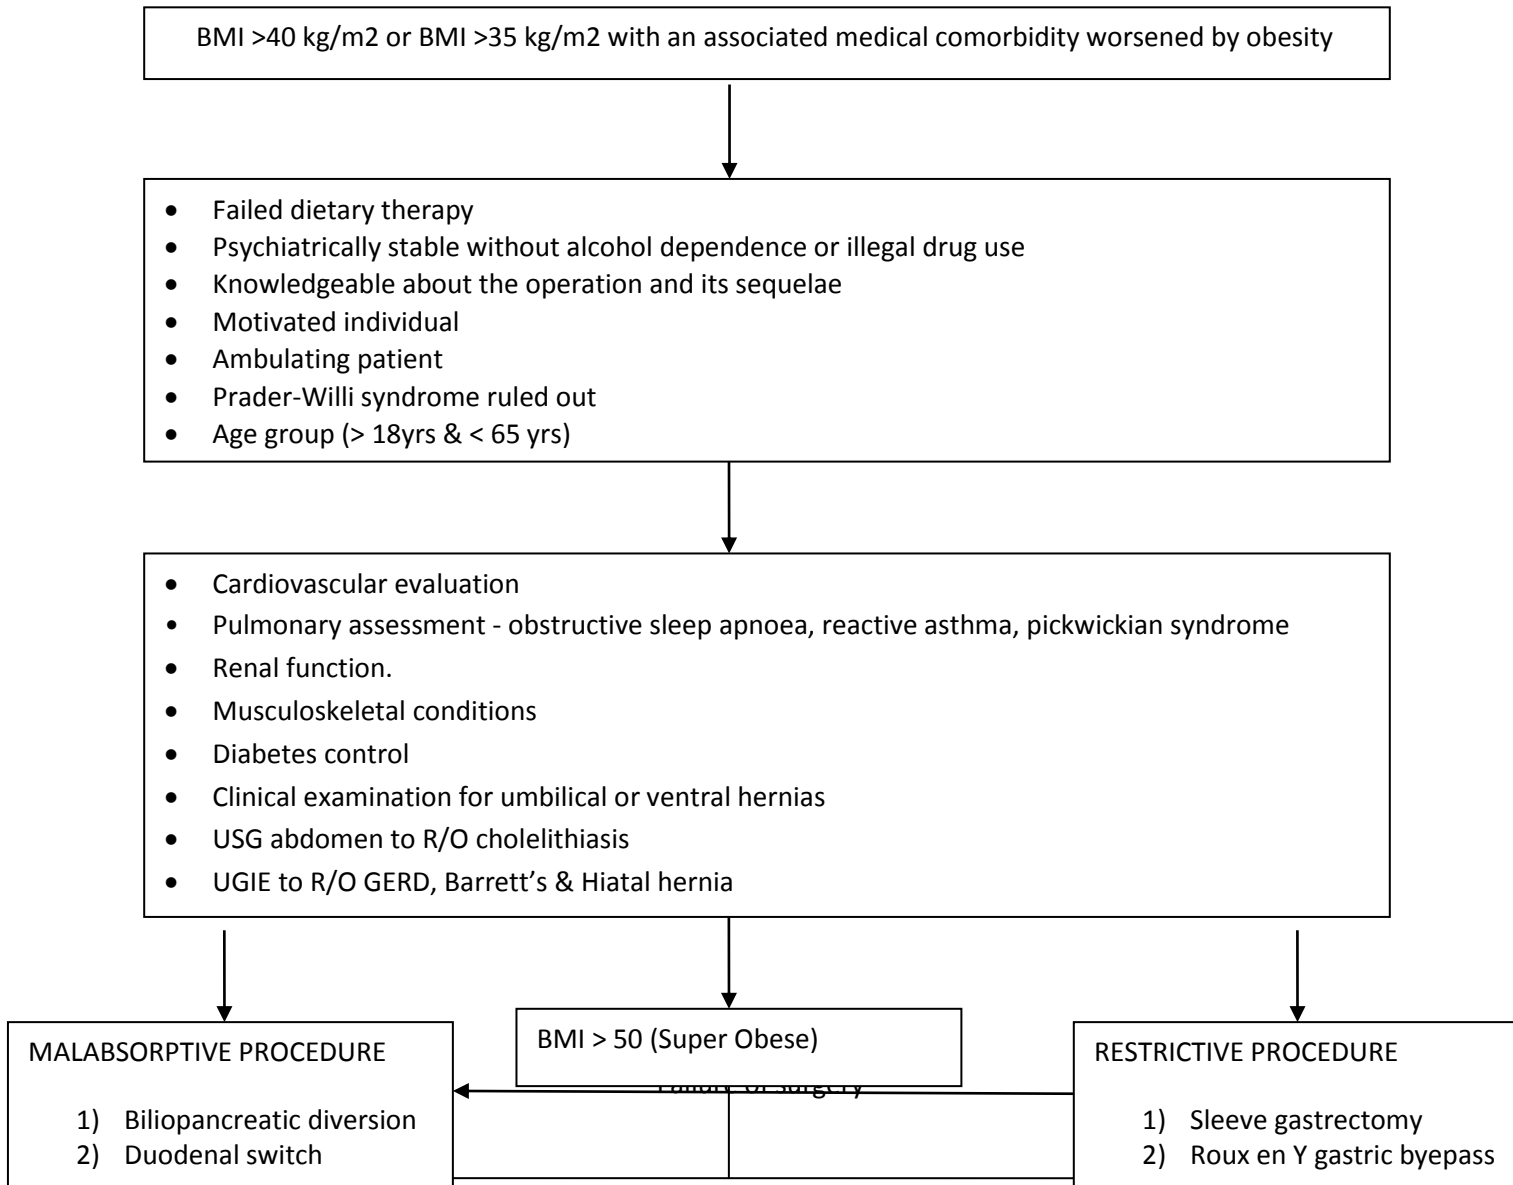 BMI >40 kg/m2 or BMI >35 kg/m2 with an associated medical comorbidity worsened by obesity
• Failed dietary therapy
• Psychiatrically stable without alcohol dependence or illegal drug use
• Knowledgeable about the operation and its sequelae
• Motivated individual
• Ambulating patient
• Prader-Willi syndrome ruled out
• Age group (> 18yrs & < 65 yrs)
• Cardiovascular evaluation
• Pulmonary assessment - obstructive sleep apnoea, reactive asthma, pickwickian syndrome
• Renal function.
• Musculoskeletal conditions
• Diabetes control
• Clinical examination for umbilical or ventral hernias
• USG abdomen to R/O cholelithiasis
• UGIE to R/O GERD, Barrett’s & Hiatal hernia
MALABSORPTIVE PROCEDURE
1) Biliopancreatic diversion
2) Duodenal switch
BMI > 50 (Super Obese)
surgery
RESTRICTIVE PROCEDURE
1) Sleeve gastrectomy
2) Roux en Y gastric byepass